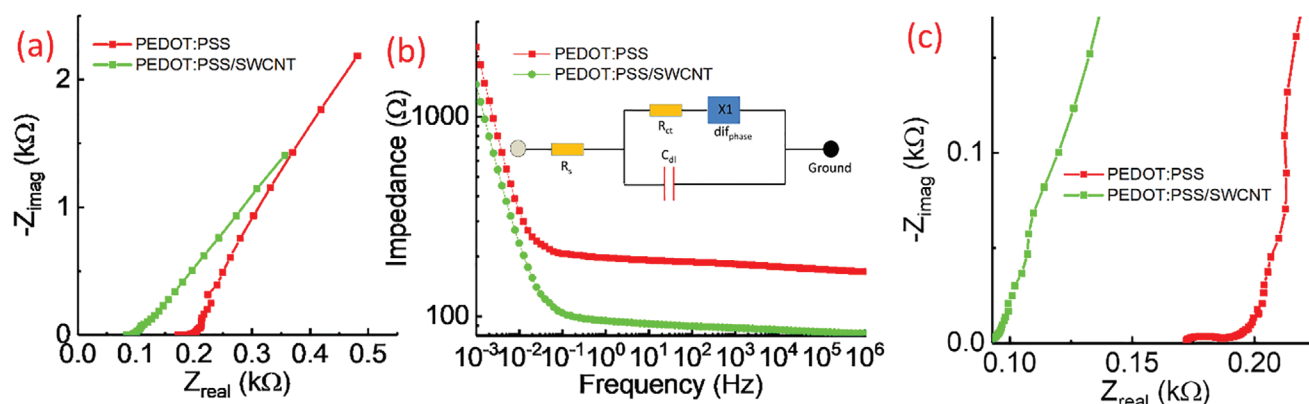 (a)
PEDOT:PSS
PEDOT:PSS/SWCNT
-Z_imag (kΩ)
2
1
0
0.0 0.1 0.2 0.3 0.4 0.5
Z_real (kΩ)
(b)
PEDOT:PSS
PEDOT:PSS/SWCNT
Impedance (Ω)
1000
100
R_s
R_ct
X1
dif_phase
C_dl
Ground
10^-3 10^-2 10^-1 10^0 10^1 10^2 10^3 10^4 10^5 10^6
Frequency (Hz)
(c)
PEDOT:PSS
PEDOT:PSS/SWCNT
-Z_imag (kΩ)
0.1
0.0
0.10 0.15 0.20
Z_real (kΩ)